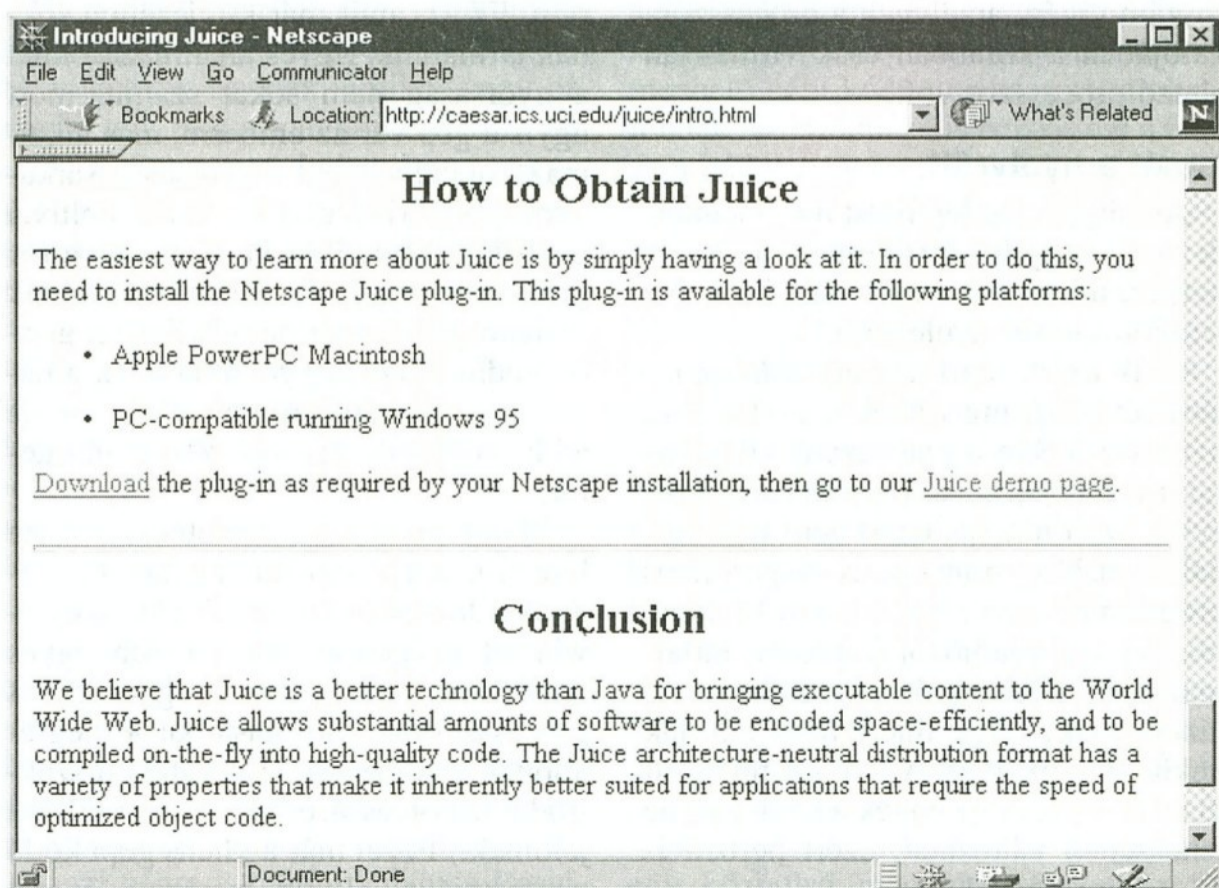 Introducing Juice - Netscape
File Edit View Go Communicator Help
Bookmarks Location: http://caesar.ics.uci.edu/juice/intro.html What's Related N
How to Obtain Juice
The easiest way to learn more about Juice is by simply having a look at it. In order to do this, you
need to install the Netscape Juice plug-in. This plug-in is available for the following platforms:
• Apple PowerPC Macintosh
• PC-compatible running Windows 95
Download the plug-in as required by your Netscape installation, then go to our Juice demo page.
Conclusion
We believe that Juice is a better technology than Java for bringing executable content to the World
Wide Web. Juice allows substantial amounts of software to be encoded space-efficiently, and to be
compiled on-the-fly into high-quality code. The Juice architecture-neutral distribution format has a
variety of properties that make it inherently better suited for applications that require the speed of
optimized object code.
Document: Done